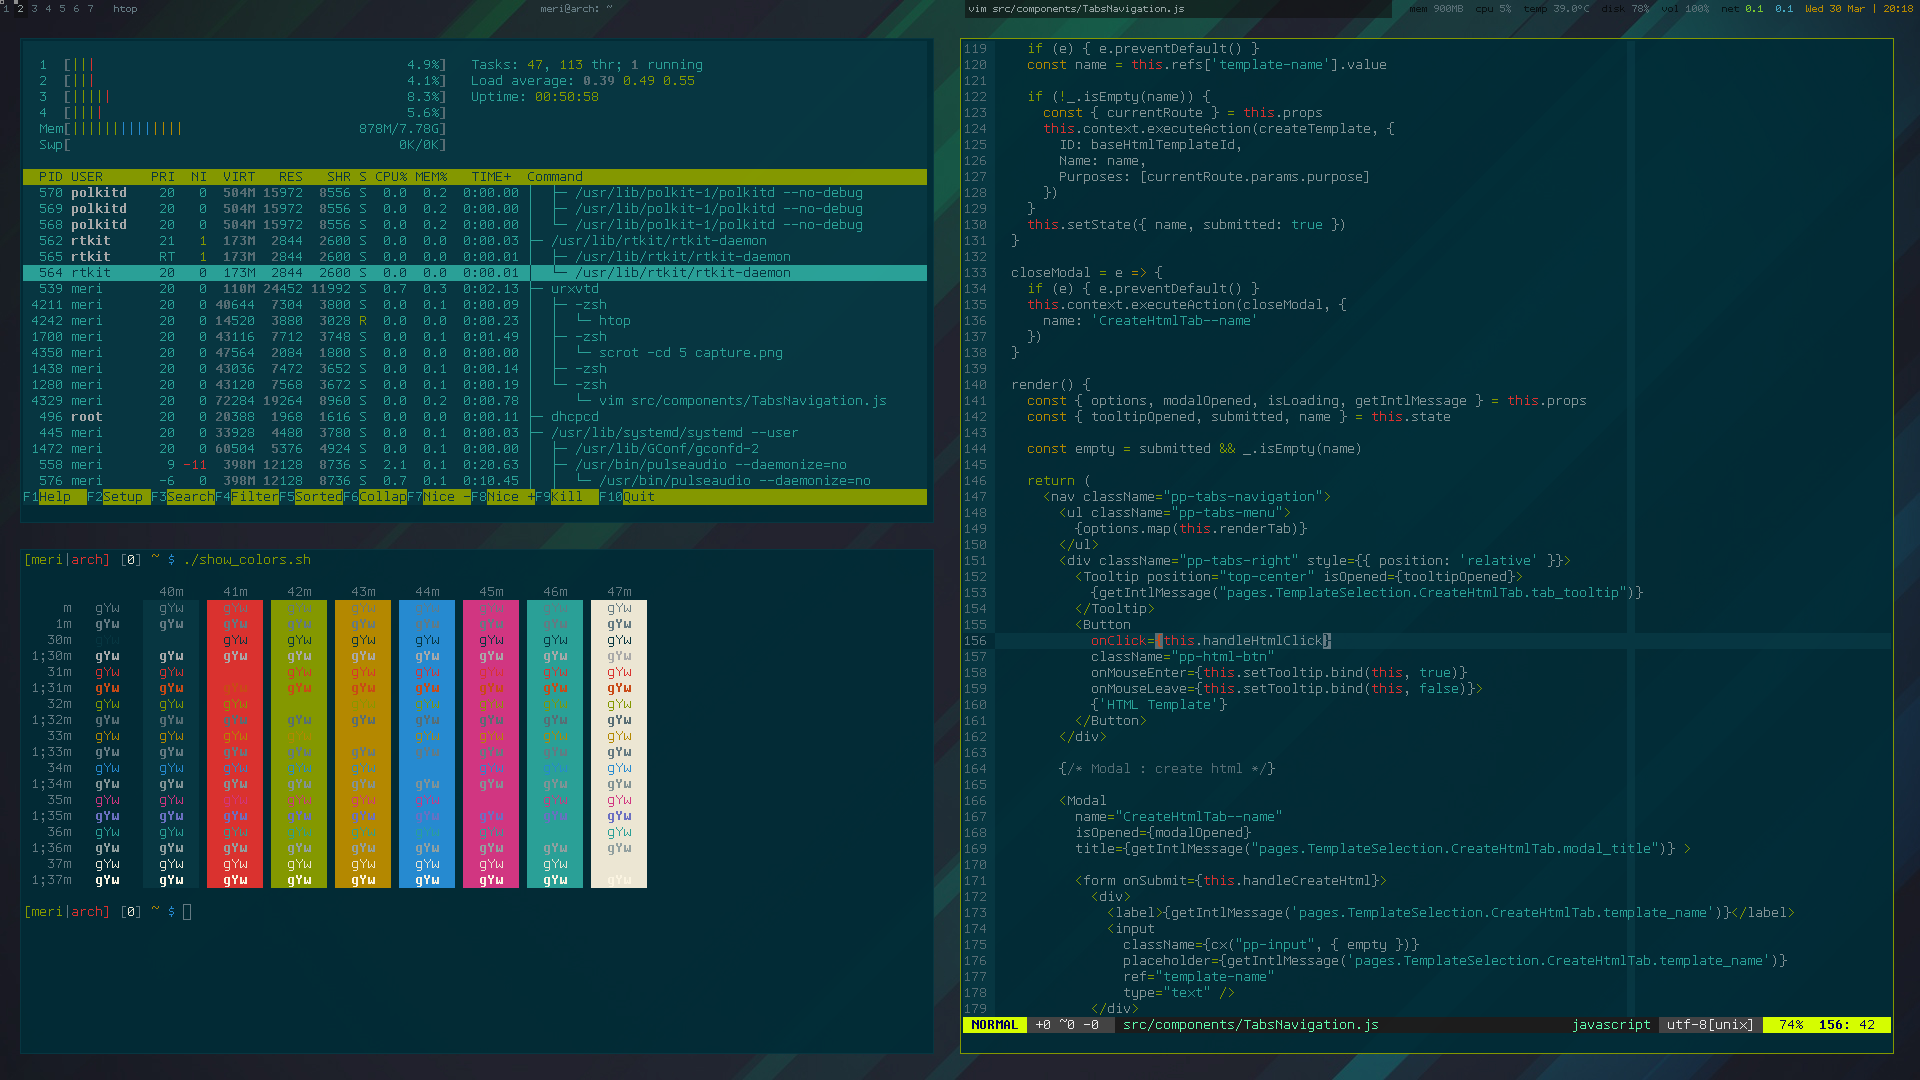 1 2 3 4 5 6 7 htop
meri@arch: ~
vim src/components/TabsNavigation.js
mem 900MB cpu 5% temp 39.0°C disk 78% vol 100% net 0.1 0.1 Wed 30 Mar | 20:18
1 [||| 4.9%] Tasks: 47, 113 thr; 1 running
2 [||| 4.1%] Load average: 0.39 0.49 0.55
3 [||||| 8.3%] Uptime: 00:50:58
4 [|||| 5.6%]
Mem[|||||||||||||| 878M/7.78G]
Swp[ 0K/0K]
PID USER PRI NI VIRT RES SHR S CPU% MEM% TIME+ Command
570 polkitd 20 0 504M 15972 8556 S 0.0 0.2 0:00.00 │ ├─ /usr/lib/polkit-1/polkitd --no-debug
569 polkitd 20 0 504M 15972 8556 S 0.0 0.2 0:00.00 │ ├─ /usr/lib/polkit-1/polkitd --no-debug
568 polkitd 20 0 504M 15972 8556 S 0.0 0.2 0:00.00 │ └─ /usr/lib/polkit-1/polkitd --no-debug
562 rtkit 21 1 173M 2844 2600 S 0.0 0.0 0:00.03 ├─ /usr/lib/rtkit/rtkit-daemon
565 rtkit RT 1 173M 2844 2600 S 0.0 0.0 0:00.01 │ ├─ /usr/lib/rtkit/rtkit-daemon
564 rtkit 20 0 173M 2844 2600 S 0.0 0.0 0:00.01 │ └─ /usr/lib/rtkit/rtkit-daemon
539 meri 20 0 110M 24452 11992 S 0.7 0.3 0:02.13 ├─ urxvtd
4211 meri 20 0 40644 7304 3800 S 0.0 0.1 0:00.09 │ ├─ -zsh
4242 meri 20 0 14520 3880 3028 R 0.0 0.0 0:00.23 │ │ └─ htop
1700 meri 20 0 43116 7712 3748 S 0.0 0.1 0:01.49 │ ├─ -zsh
4350 meri 20 0 47564 2084 1800 S 0.0 0.0 0:00.00 │ │ └─ scrot -cd 5 capture.png
1438 meri 20 0 43036 7472 3652 S 0.0 0.1 0:00.14 │ ├─ -zsh
1280 meri 20 0 43120 7568 3672 S 0.0 0.1 0:00.19 │ └─ -zsh
4329 meri 20 0 72284 19264 8960 S 0.0 0.2 0:00.78 │ └─ vim src/components/TabsNavigation.js
496 root 20 0 20388 1968 1616 S 0.0 0.0 0:00.11 ├─ dhcpcd
445 meri 20 0 33928 4480 3780 S 0.0 0.1 0:00.03 ├─ /usr/lib/systemd/systemd --user
1472 meri 20 0 60504 5376 4924 S 0.0 0.1 0:00.00 │ ├─ /usr/lib/GConf/gconfd-2
558 meri 9 -11 398M 12128 8736 S 2.1 0.1 0:20.63 │ ├─ /usr/bin/pulseaudio --daemonize=no
576 meri -6 0 398M 12128 8736 S 0.7 0.1 0:10.45 │ │ └─ /usr/bin/pulseaudio --daemonize=no
F1Help F2Setup F3SearchF4FilterF5SortedF6CollapF7Nice -F8Nice +F9Kill F10Quit
[meri|arch] [0] ~ $ ./show_colors.sh
40m 41m 42m 43m 44m 45m 46m 47m
m gYw gYw gYw gYw gYw gYw gYw gYw gYw
1m gYw gYw gYw gYw gYw gYw gYw gYw gYw
30m gYw gYw gYw gYw gYw gYw gYw
1;30m gYw gYw gYw gYw gYw gYw gYw gYw gYw
31m gYw gYw gYw gYw gYw gYw gYw gYw
1;31m gYw gYw gYw gYw gYw gYw gYw gYw gYw
32m gYw gYw gYw gYw gYw gYw gYw gYw
1;32m gYw gYw gYw gYw gYw gYw gYw gYw gYw
33m gYw gYw gYw gYw gYw gYw gYw gYw
1;33m gYw gYw gYw gYw gYw gYw gYw gYw gYw
34m gYw gYw gYw gYw gYw gYw gYw gYw
1;34m gYw gYw gYw gYw gYw gYw gYw gYw gYw
35m gYw gYw gYw gYw gYw gYw gYw gYw
1;35m gYw gYw gYw gYw gYw gYw gYw gYw gYw
36m gYw gYw gYw gYw gYw gYw gYw gYw
1;36m gYw gYw gYw gYw gYw gYw gYw gYw gYw
37m gYw gYw gYw gYw gYw gYw gYw gYw
1;37m gYw gYw gYw gYw gYw gYw gYw gYw gYw
[meri|arch] [0] ~ $
119 if (e) { e.preventDefault() }
120 const name = this.refs['template-name'].value
121
122 if (!_.isEmpty(name)) {
123 const { currentRoute } = this.props
124 this.context.executeAction(createTemplate, {
125 ID: baseHtmlTemplateId,
126 Name: name,
127 Purposes: [currentRoute.params.purpose]
128 })
129 }
130 this.setState({ name, submitted: true })
131 }
132
133 closeModal = e => {
134 if (e) { e.preventDefault() }
135 this.context.executeAction(closeModal, {
136 name: 'CreateHtmlTab--name'
137 })
138 }
139
140 render() {
141 const { options, modalOpened, isLoading, getIntlMessage } = this.props
142 const { tooltipOpened, submitted, name } = this.state
143
144 const empty = submitted && _.isEmpty(name)
145
146 return (
147 <nav className="pp-tabs-navigation">
148 <ul className="pp-tabs-menu">
149 {options.map(this.renderTab)}
150 </ul>
151 <div className="pp-tabs-right" style={{ position: 'relative' }}>
152 <Tooltip position="top-center" isOpened={tooltipOpened}>
153 {getIntlMessage("pages.TemplateSelection.CreateHtmlTab.tab_tooltip")}
154 </Tooltip>
155 <Button
156 onClick={this.handleHtmlClick}
157 className="pp-html-btn"
158 onMouseEnter={this.setTooltip.bind(this, true)}
159 onMouseLeave={this.setTooltip.bind(this, false)}>
160 {'HTML Template'}
161 </Button>
162 </div>
163
164 {/* Modal : create html */}
165
166 <Modal
167 name="CreateHtmlTab--name"
168 isOpened={modalOpened}
169 title={getIntlMessage("pages.TemplateSelection.CreateHtmlTab.modal_title")} >
170
171 <form onSubmit={this.handleCreateHtml}>
172 <div>
173 <label>{getIntlMessage('pages.TemplateSelection.CreateHtmlTab.template_name')}</label>
174 <input
175 className={cx("pp-input", { empty })}
176 placeholder={getIntlMessage('pages.TemplateSelection.CreateHtmlTab.template_name')}
177 ref="template-name"
178 type="text" />
179 </div>
NORMAL +0 ~0 -0 src/components/TabsNavigation.js javascript utf-8[unix] 74% 156: 42